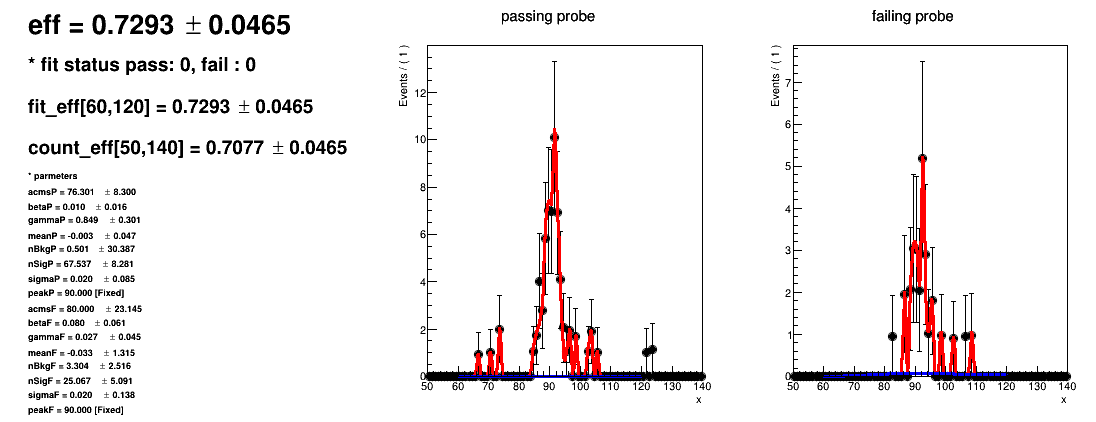 eff = 0.7293 ± 0.0465
* fit status pass: 0, fail : 0
fit_eff[60,120] = 0.7293 ± 0.0465
count_eff[50,140] = 0.7077 ± 0.0465
* parmeters
acmsP = 76.301 ± 8.300
betaP = 0.010 ± 0.016
gammaP = 0.849 ± 0.301
meanP = -0.003 ± 0.047
nBkgP = 0.501 ± 30.387
nSigP = 67.537 ± 8.281
sigmaP = 0.020 ± 0.085
peakP = 90.000 [Fixed]
acmsF = 80.000 ± 23.145
betaF = 0.080 ± 0.061
gammaF = 0.027 ± 0.045
meanF = -0.033 ± 1.315
nBkgF = 3.304 ± 2.516
nSigF = 25.067 ± 5.091
sigmaF = 0.020 ± 0.138
peakF = 90.000 [Fixed]
passing probe
Events / ( 1 )
12
10
8
6
4
2
0
50 60 70 80 90 100 110 120 130 140
x
failing probe
Events / ( 1 )
7
6
5
4
3
2
1
0
50 60 70 80 90 100 110 120 130 140
x